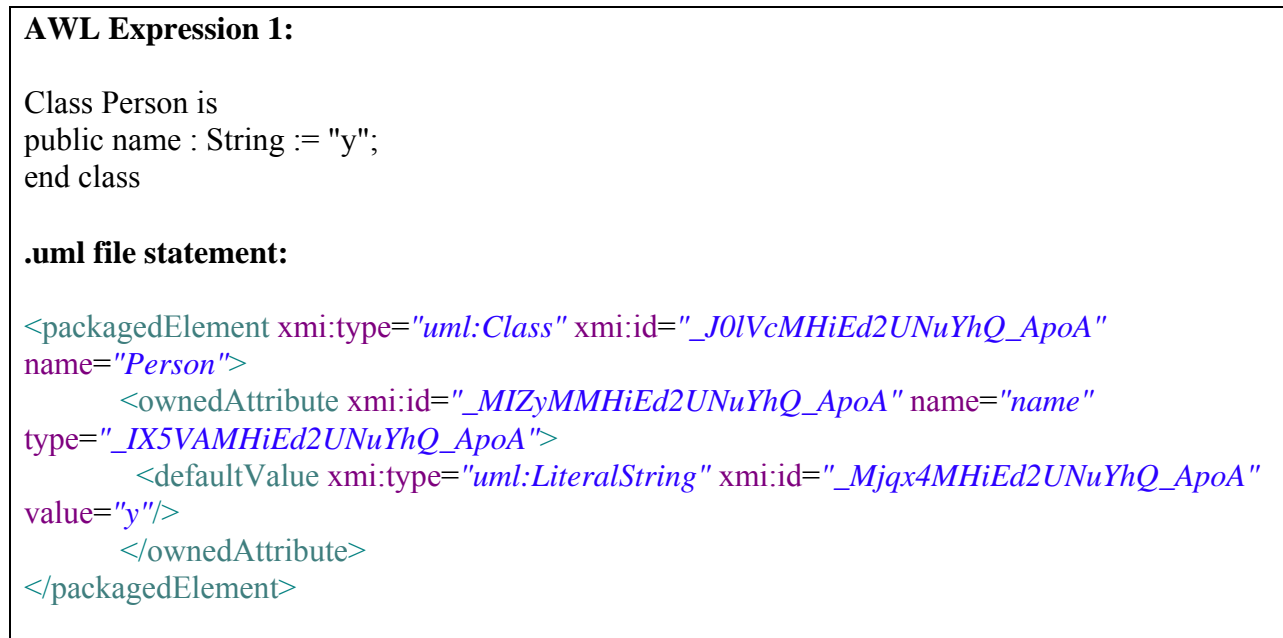 AWL Expression 1:
Class Person is
public name : String := "y";
end class
.uml file statement:
<packagedElement xmi:type="uml:Class" xmi:id="_J0lVcMHiEd2UNuYhQ_ApoA"
name="Person">
<ownedAttribute xmi:id="_MIZyMMHiEd2UNuYhQ_ApoA" name="name"
type="_IX5VAMHiEd2UNuYhQ_ApoA">
<defaultValue xmi:type="uml:LiteralString" xmi:id="_Mjqx4MHiEd2UNuYhQ_ApoA"
value="y"/>
</ownedAttribute>
</packagedElement>